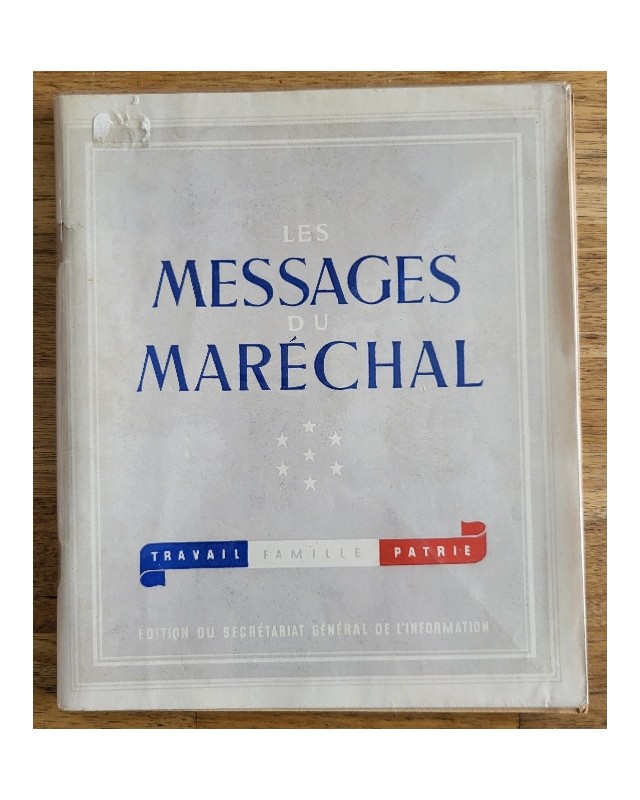 LES
MESSAGES
DU
MARÉCHAL
TRAVAIL FAMILLE PATRIE
EDITION DU SECRÉTARIAT GÉNÉRAL DE L'INFORMATION